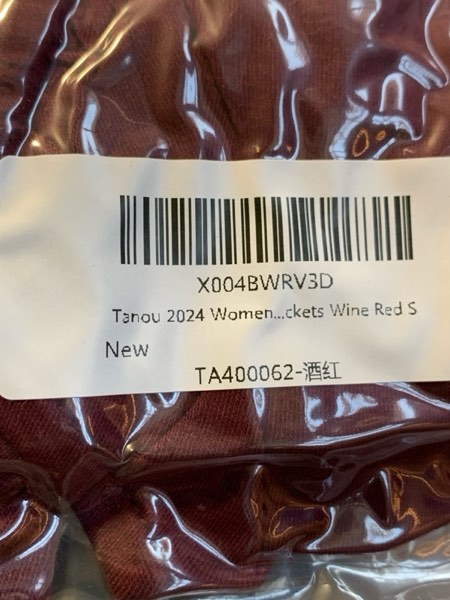 X004BWRV3D
Tanou 2024 Women...ckets Wine Red S
New
TA400062-酒红